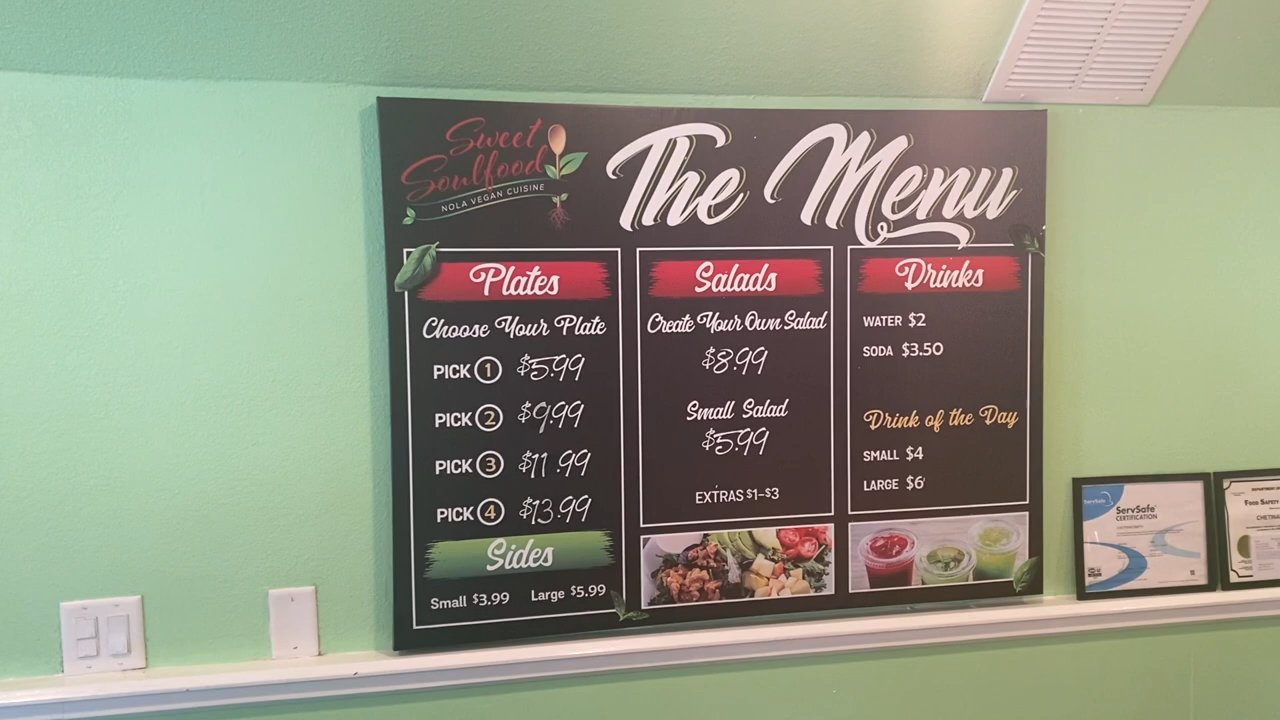 Sweet
Soulfood
NOLA VEGAN CUISINE
The Menu
Plates
Choose Your Plate
PICK 1 $5.99
PICK 2 $9.99
PICK 3 $11.99
PICK 4 $13.99
Sides
Small $3.99 Large $5.99
Salads
Create Your Own Salad
$8.99
Small Salad
$5.99
EXTRAS $1-$3
Drinks
WATER $2
SODA $3.50
Drink of the Day
SMALL $4
LARGE $6
ServSafe
ServSafe
CERTIFICATION
FOOD SAFETY